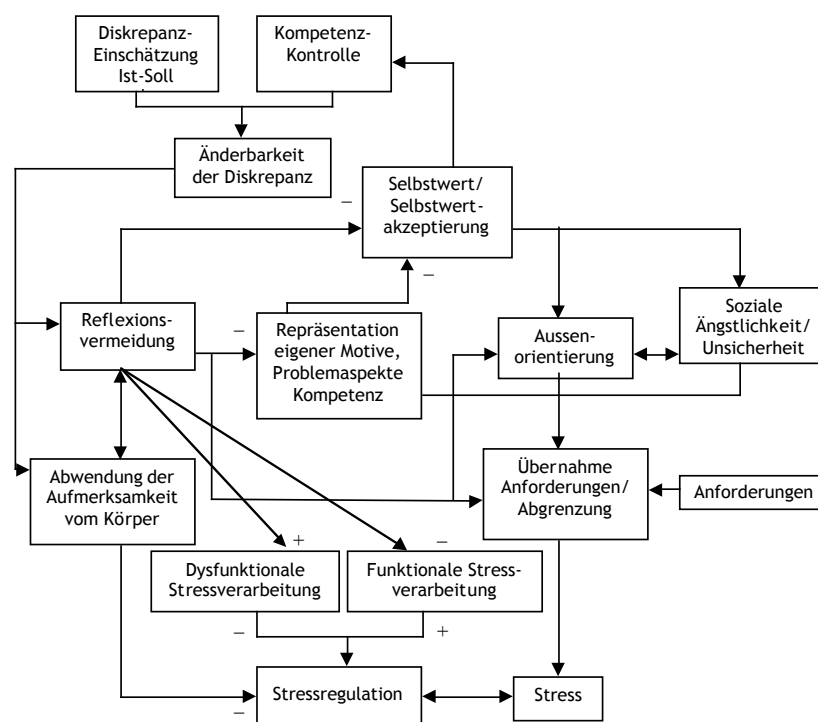 Diskrepanz-
Einschätzung
Ist-Soll
Kompetenz-
Kontrolle
Änderbarkeit
der Diskrepanz
–
Selbstwert/
Selbstwert-
akzeptierung
–
Reflexions-
vermeidung
–
Repräsentation
eigener Motive,
Problemaspekte
Kompetenz
Aussen-
orientierung
Soziale
Ängstlichkeit/
Unsicherheit
Abwendung der
Aufmerksamkeit
vom Körper
Übernahme
Anforderungen/
Abgrenzung
Anforderungen
+
–
Dysfunktionale
Stressverarbeitung
Funktionale Stress-
verarbeitung
–
+
Stressregulation
–
Stress